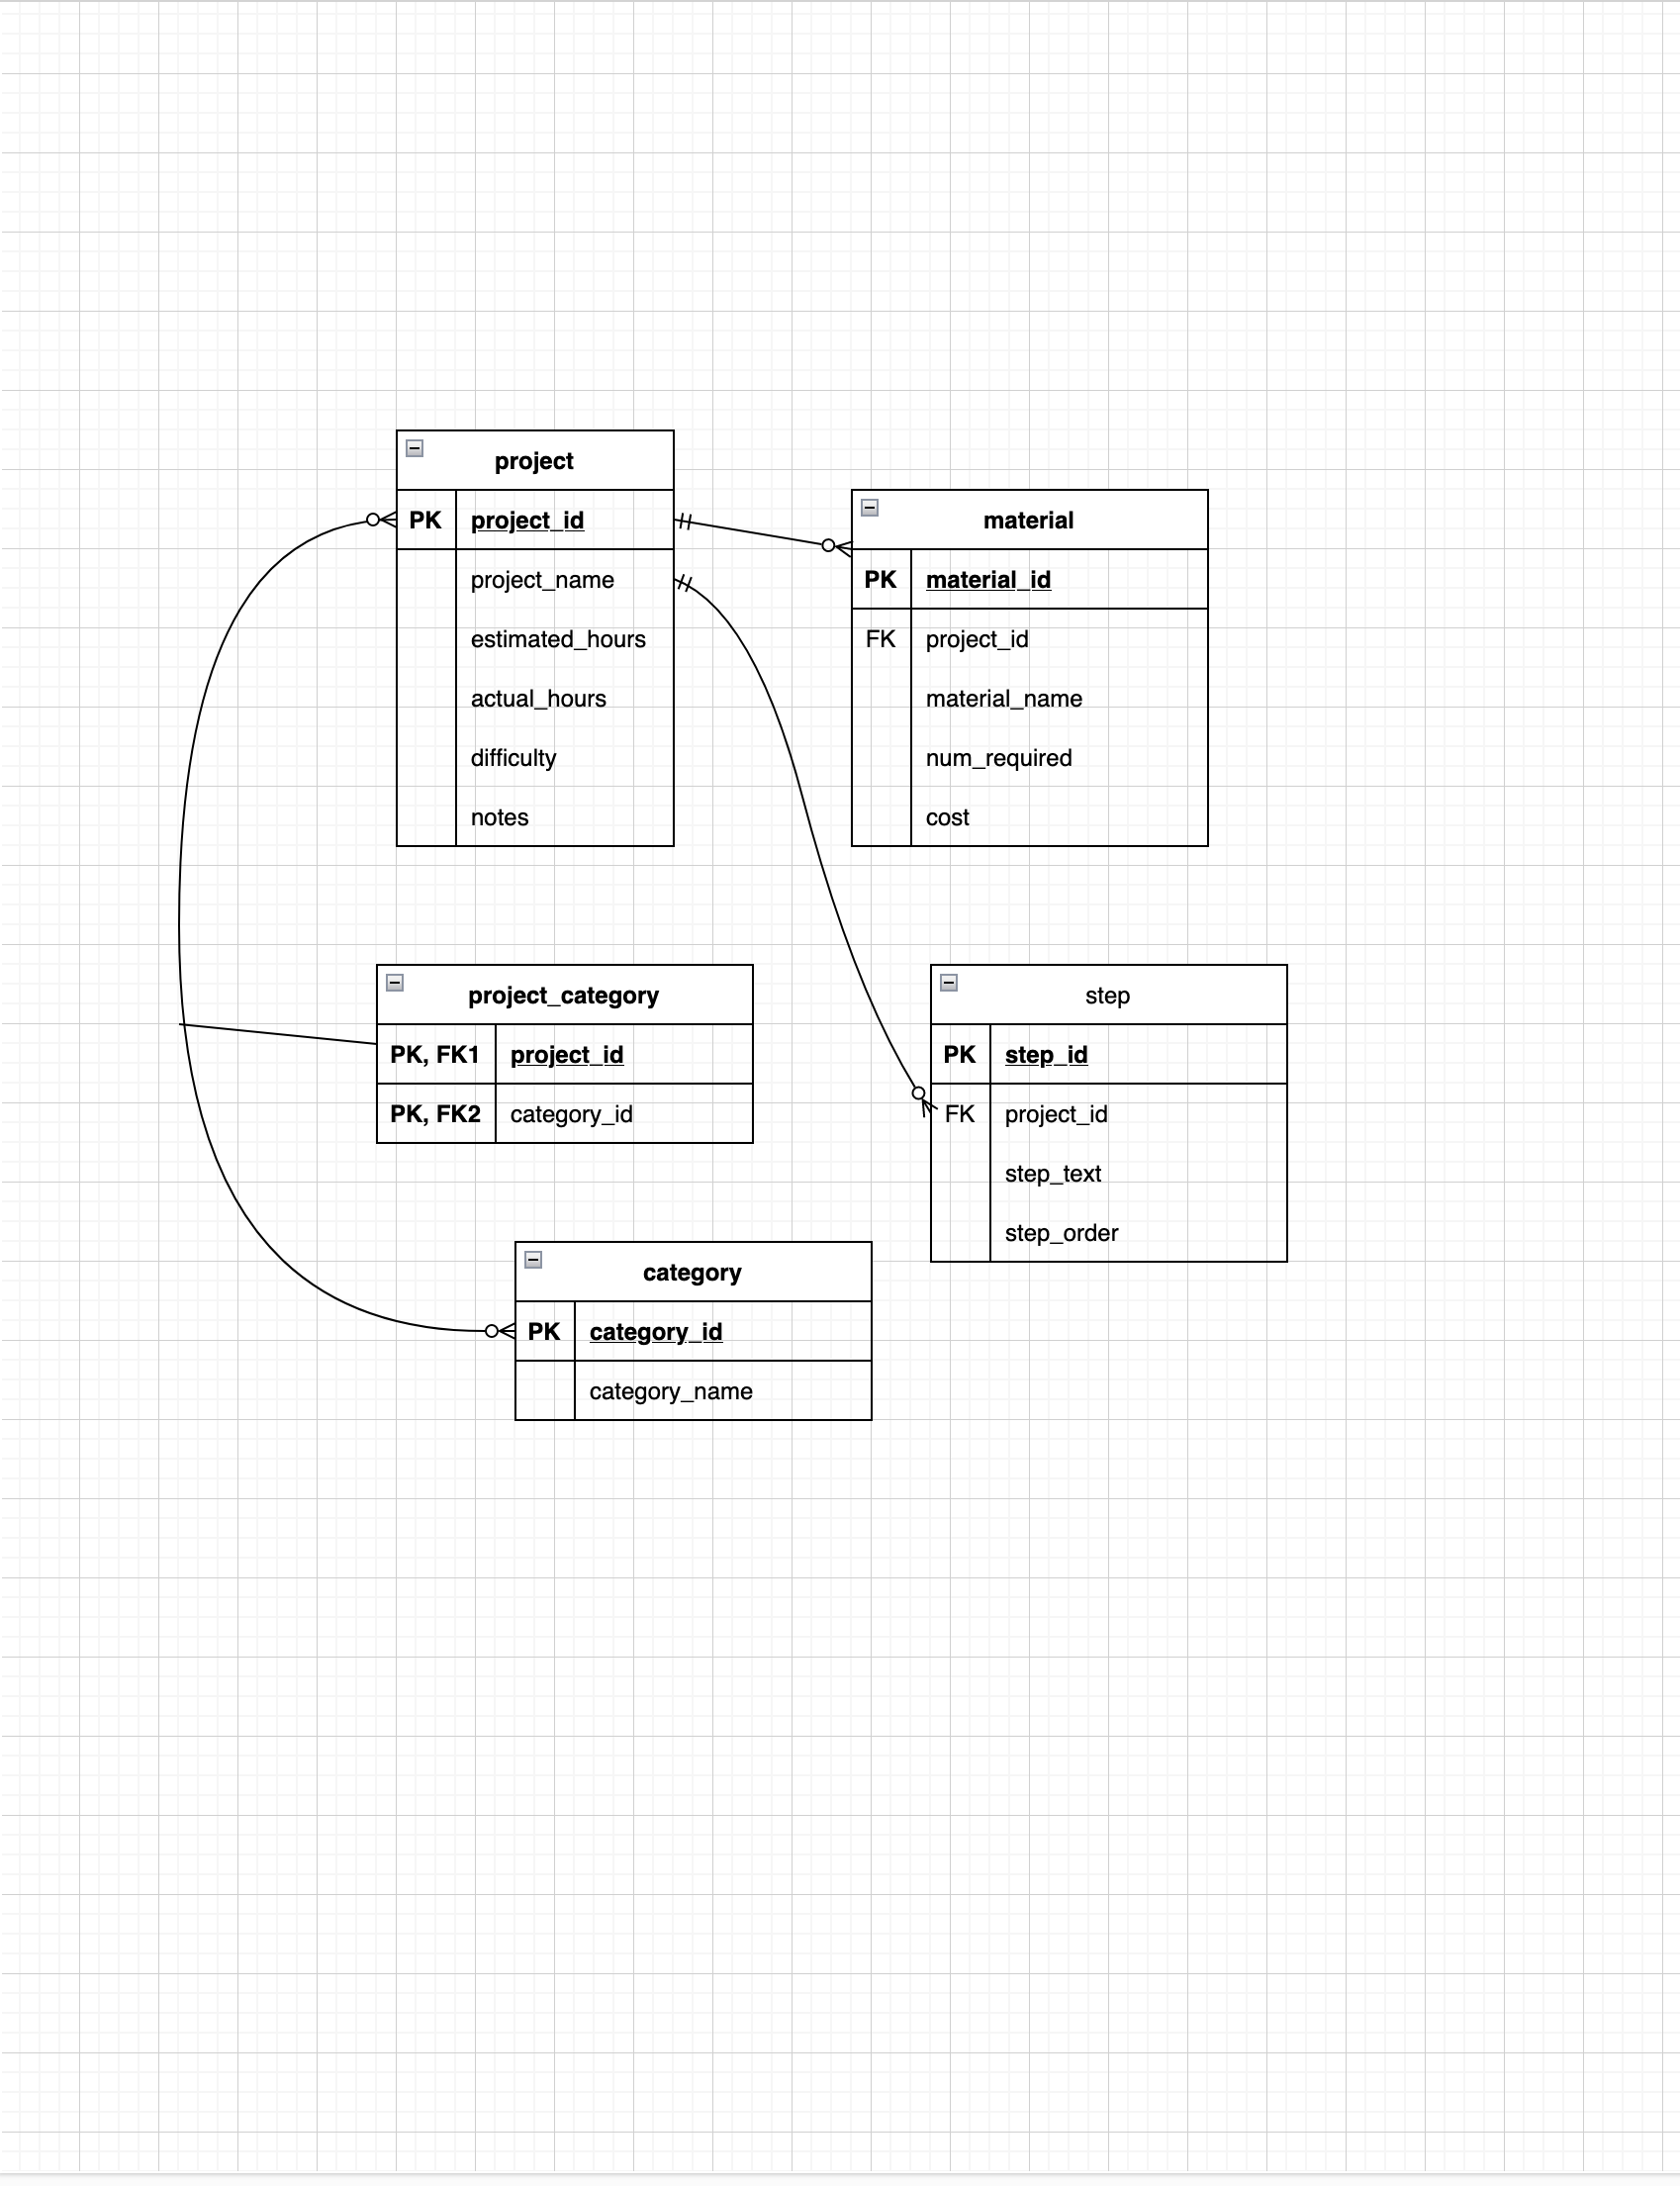 project
PK project_id
project_name
estimated_hours
actual_hours
difficulty
notes
material
PK material_id
FK project_id
material_name
num_required
cost
project_category
PK, FK1 project_id
PK, FK2 category_id
step
PK step_id
FK project_id
step_text
step_order
category
PK category_id
category_name